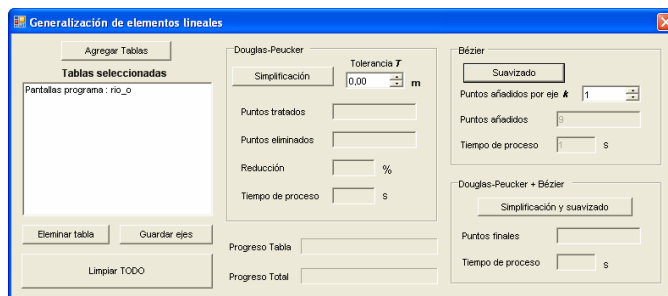 Generalización de elementos lineales
Agregar Tablas
Tablas seleccionadas
Pantallas programa : rio_o
Eleminar tabla
Guardar ejes
Limpiar TODO
Douglas-Peucker
Simplificación
Tolerancia T
0,00
m
Puntos tratados
Puntos eliminados
Reducción
%
Tiempo de proceso
s
Progreso Tabla
Progreso Total
Bézier
Suavizado
Puntos añadidos por eje k
1
Puntos añadidos
9
Tiempo de proceso
1
s
Douglas-Peucker + Bézier
Simplificación y suavizado
Puntos finales
Tiempo de proceso
s